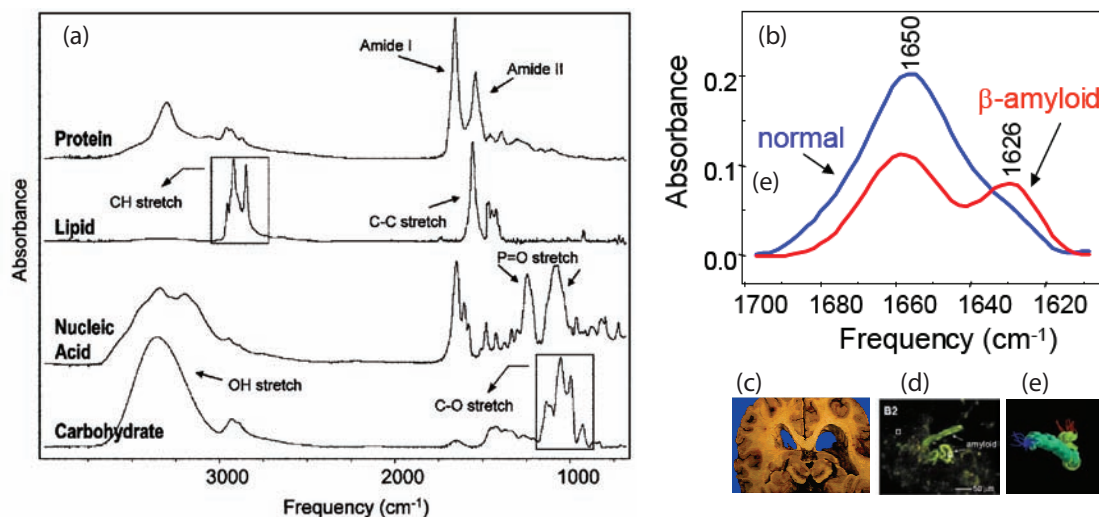 (a)
Amide I
Amide II
Protein
CH stretch
Lipid
C-C stretch
P=O stretch
Nucleic
Acid
OH stretch
C-O stretch
Carbohydrate
Absorbance
3000
2000
1000
Frequency (cm-1)
(b)
1650
β-amyloid
normal
1626
(e)
Absorbance
0.2
0.1
0.0
1700
1680
1660
1640
1620
Frequency (cm-1)
(c)
(d)
(e)
B2
amyloid
50 µm